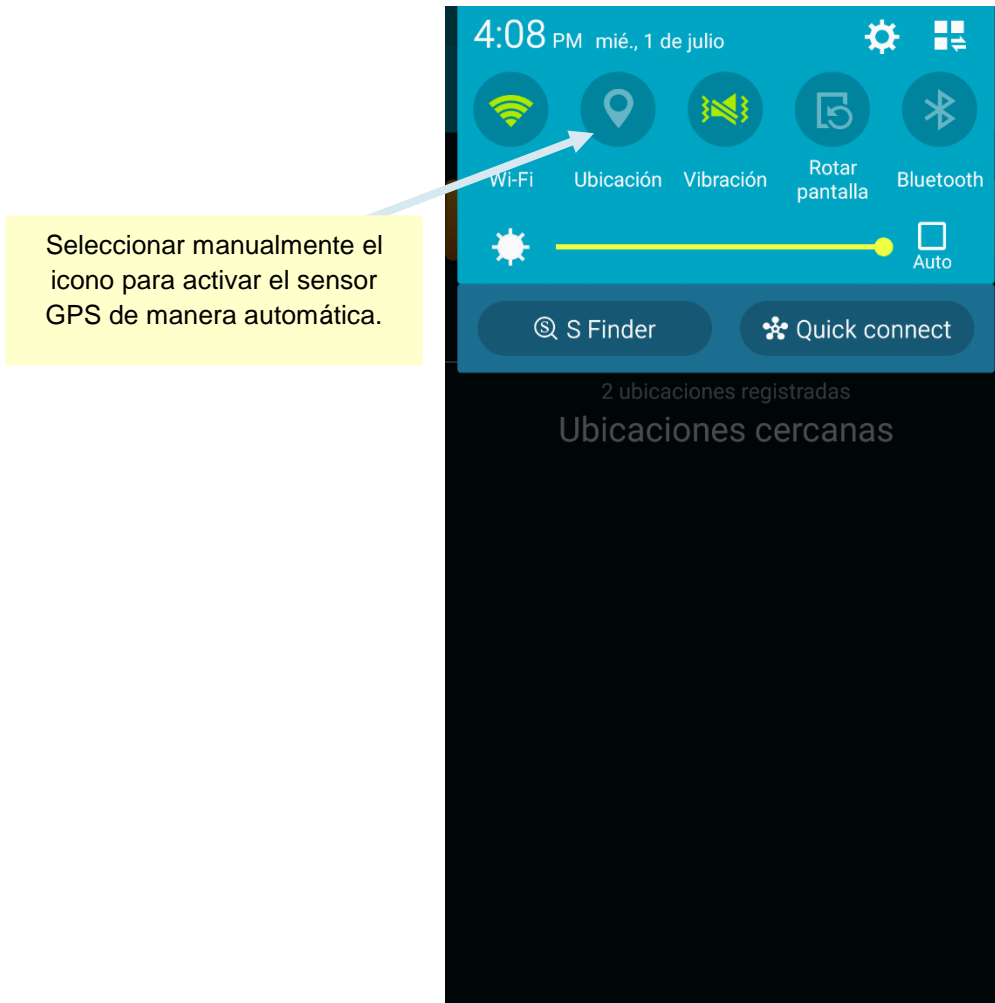 4:08 PM mié., 1 de julio
Wi-Fi Ubicación Vibración Rotar pantalla Bluetooth
Seleccionar manualmente el
icono para activar el sensor
GPS de manera automática.
Auto
S Finder Quick connect
2 ubicaciones registradas
Ubicaciones cercanas